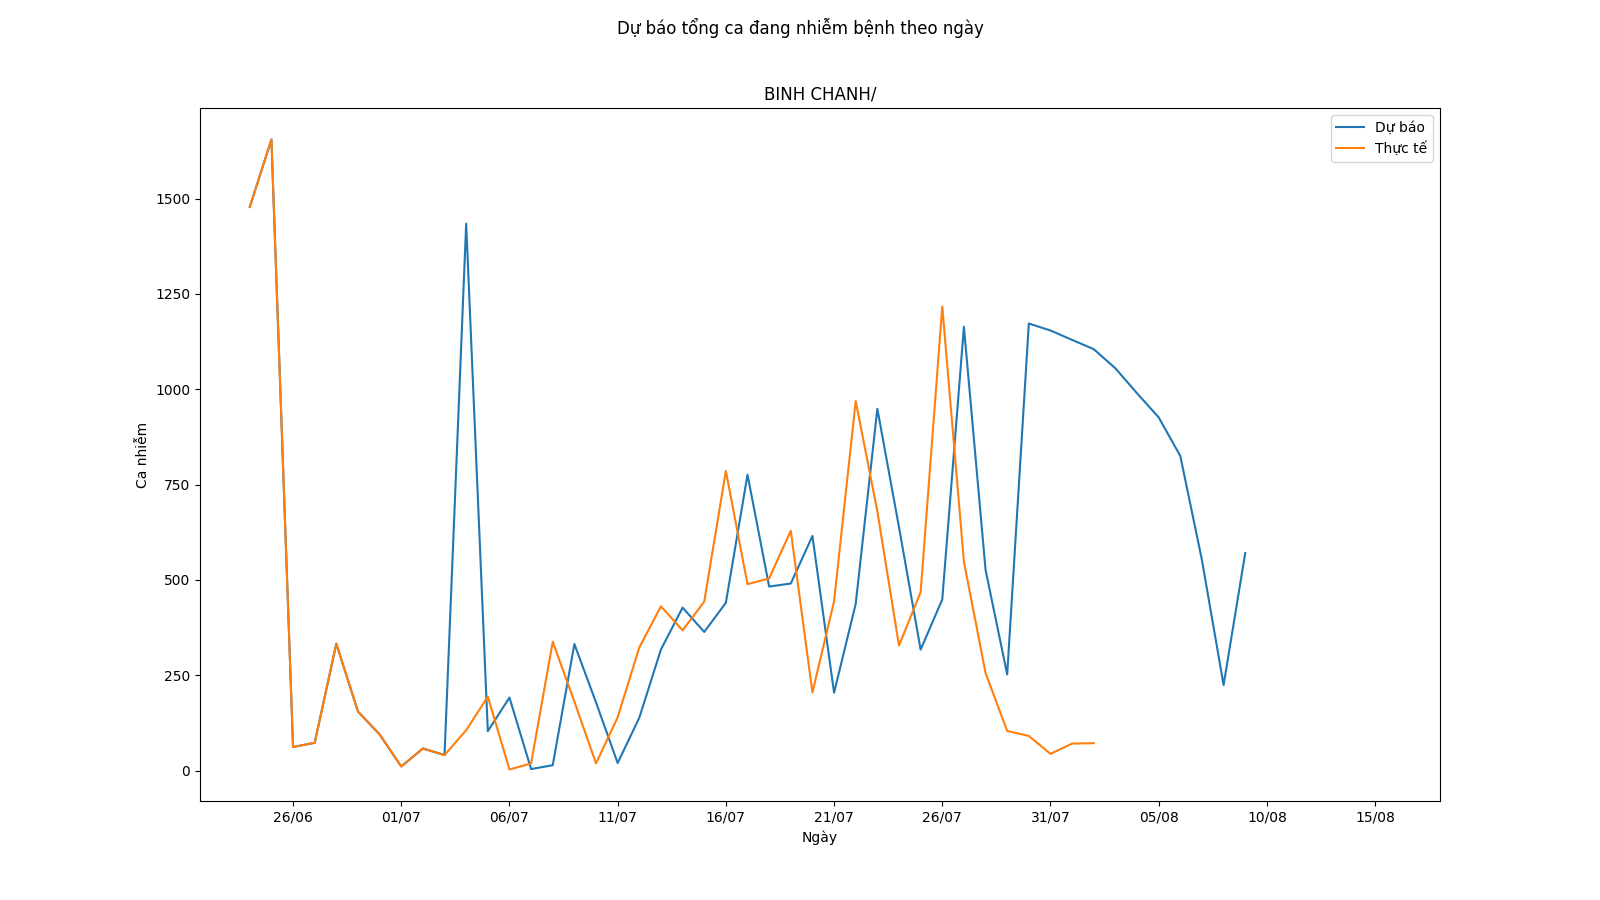 Dự báo tổng ca đang nhiễm bệnh theo ngày
BINH CHANH/
Dự báo
Thực tế
1500
1250
1000
750
500
250
0
Ca nhiễm
26/06 01/07 06/07 11/07 16/07 21/07 26/07 31/07 05/08 10/08 15/08
Ngày